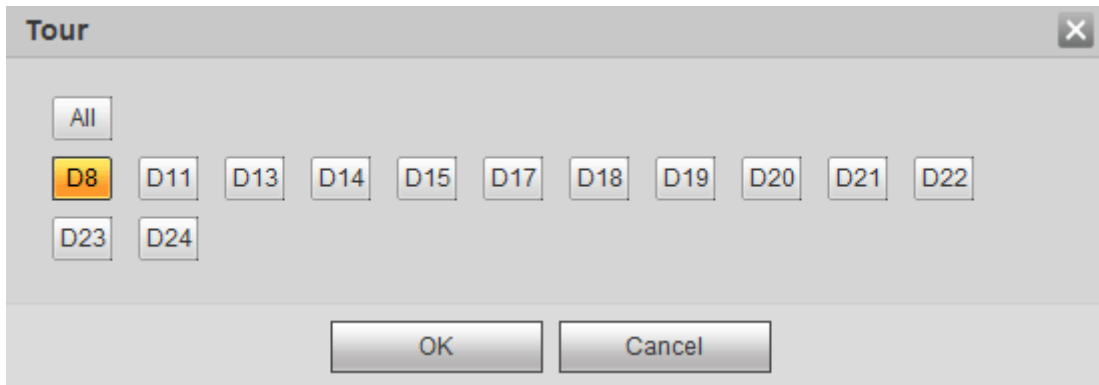 Tour
All
D8 D11 D13 D14 D15 D17 D18 D19 D20 D21 D22
D23 D24
OK Cancel